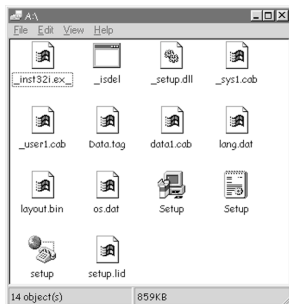 A:\
File Edit View Help
_inst32i.ex_ _isdel _setup.dll _sys1.cab
_user1.cab Data.tag data1.cab lang.dat
layout.bin os.dat Setup Setup
setup setup.lid
14 object(s) 859KB